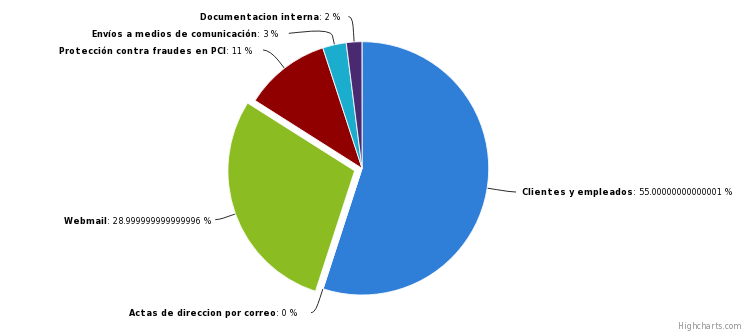 Documentacion interna: 2 %
Envíos a medios de comunicación: 3 %
Protección contra fraudes en PCI: 11 %
Clientes y empleados: 55.00000000000001 %
Webmail: 28.999999999999996 %
Actas de direccion por correo: 0 %
Highcharts.com